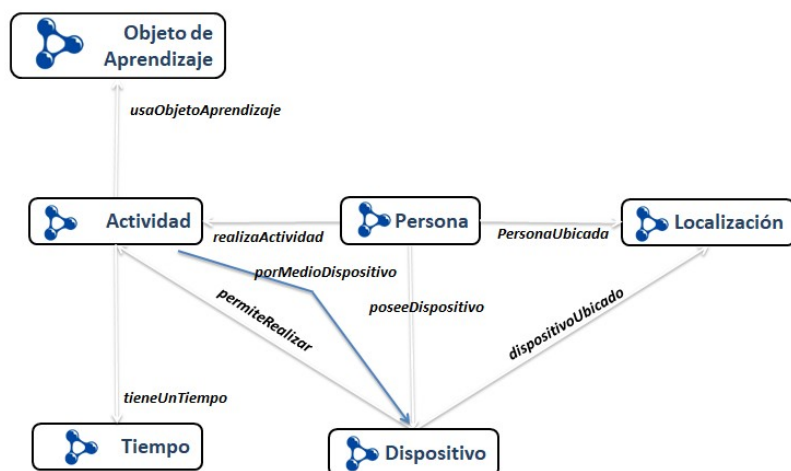 Objeto de
Aprendizaje
usaObjetoAprendizaje
Actividad
Persona
Localización
realizaActividad
PersonaUbicada
porMedioDispositivo
permiteRealizar
poseeDispositivo
dispositivoUbicado
tieneUnTiempo
Tiempo
Dispositivo